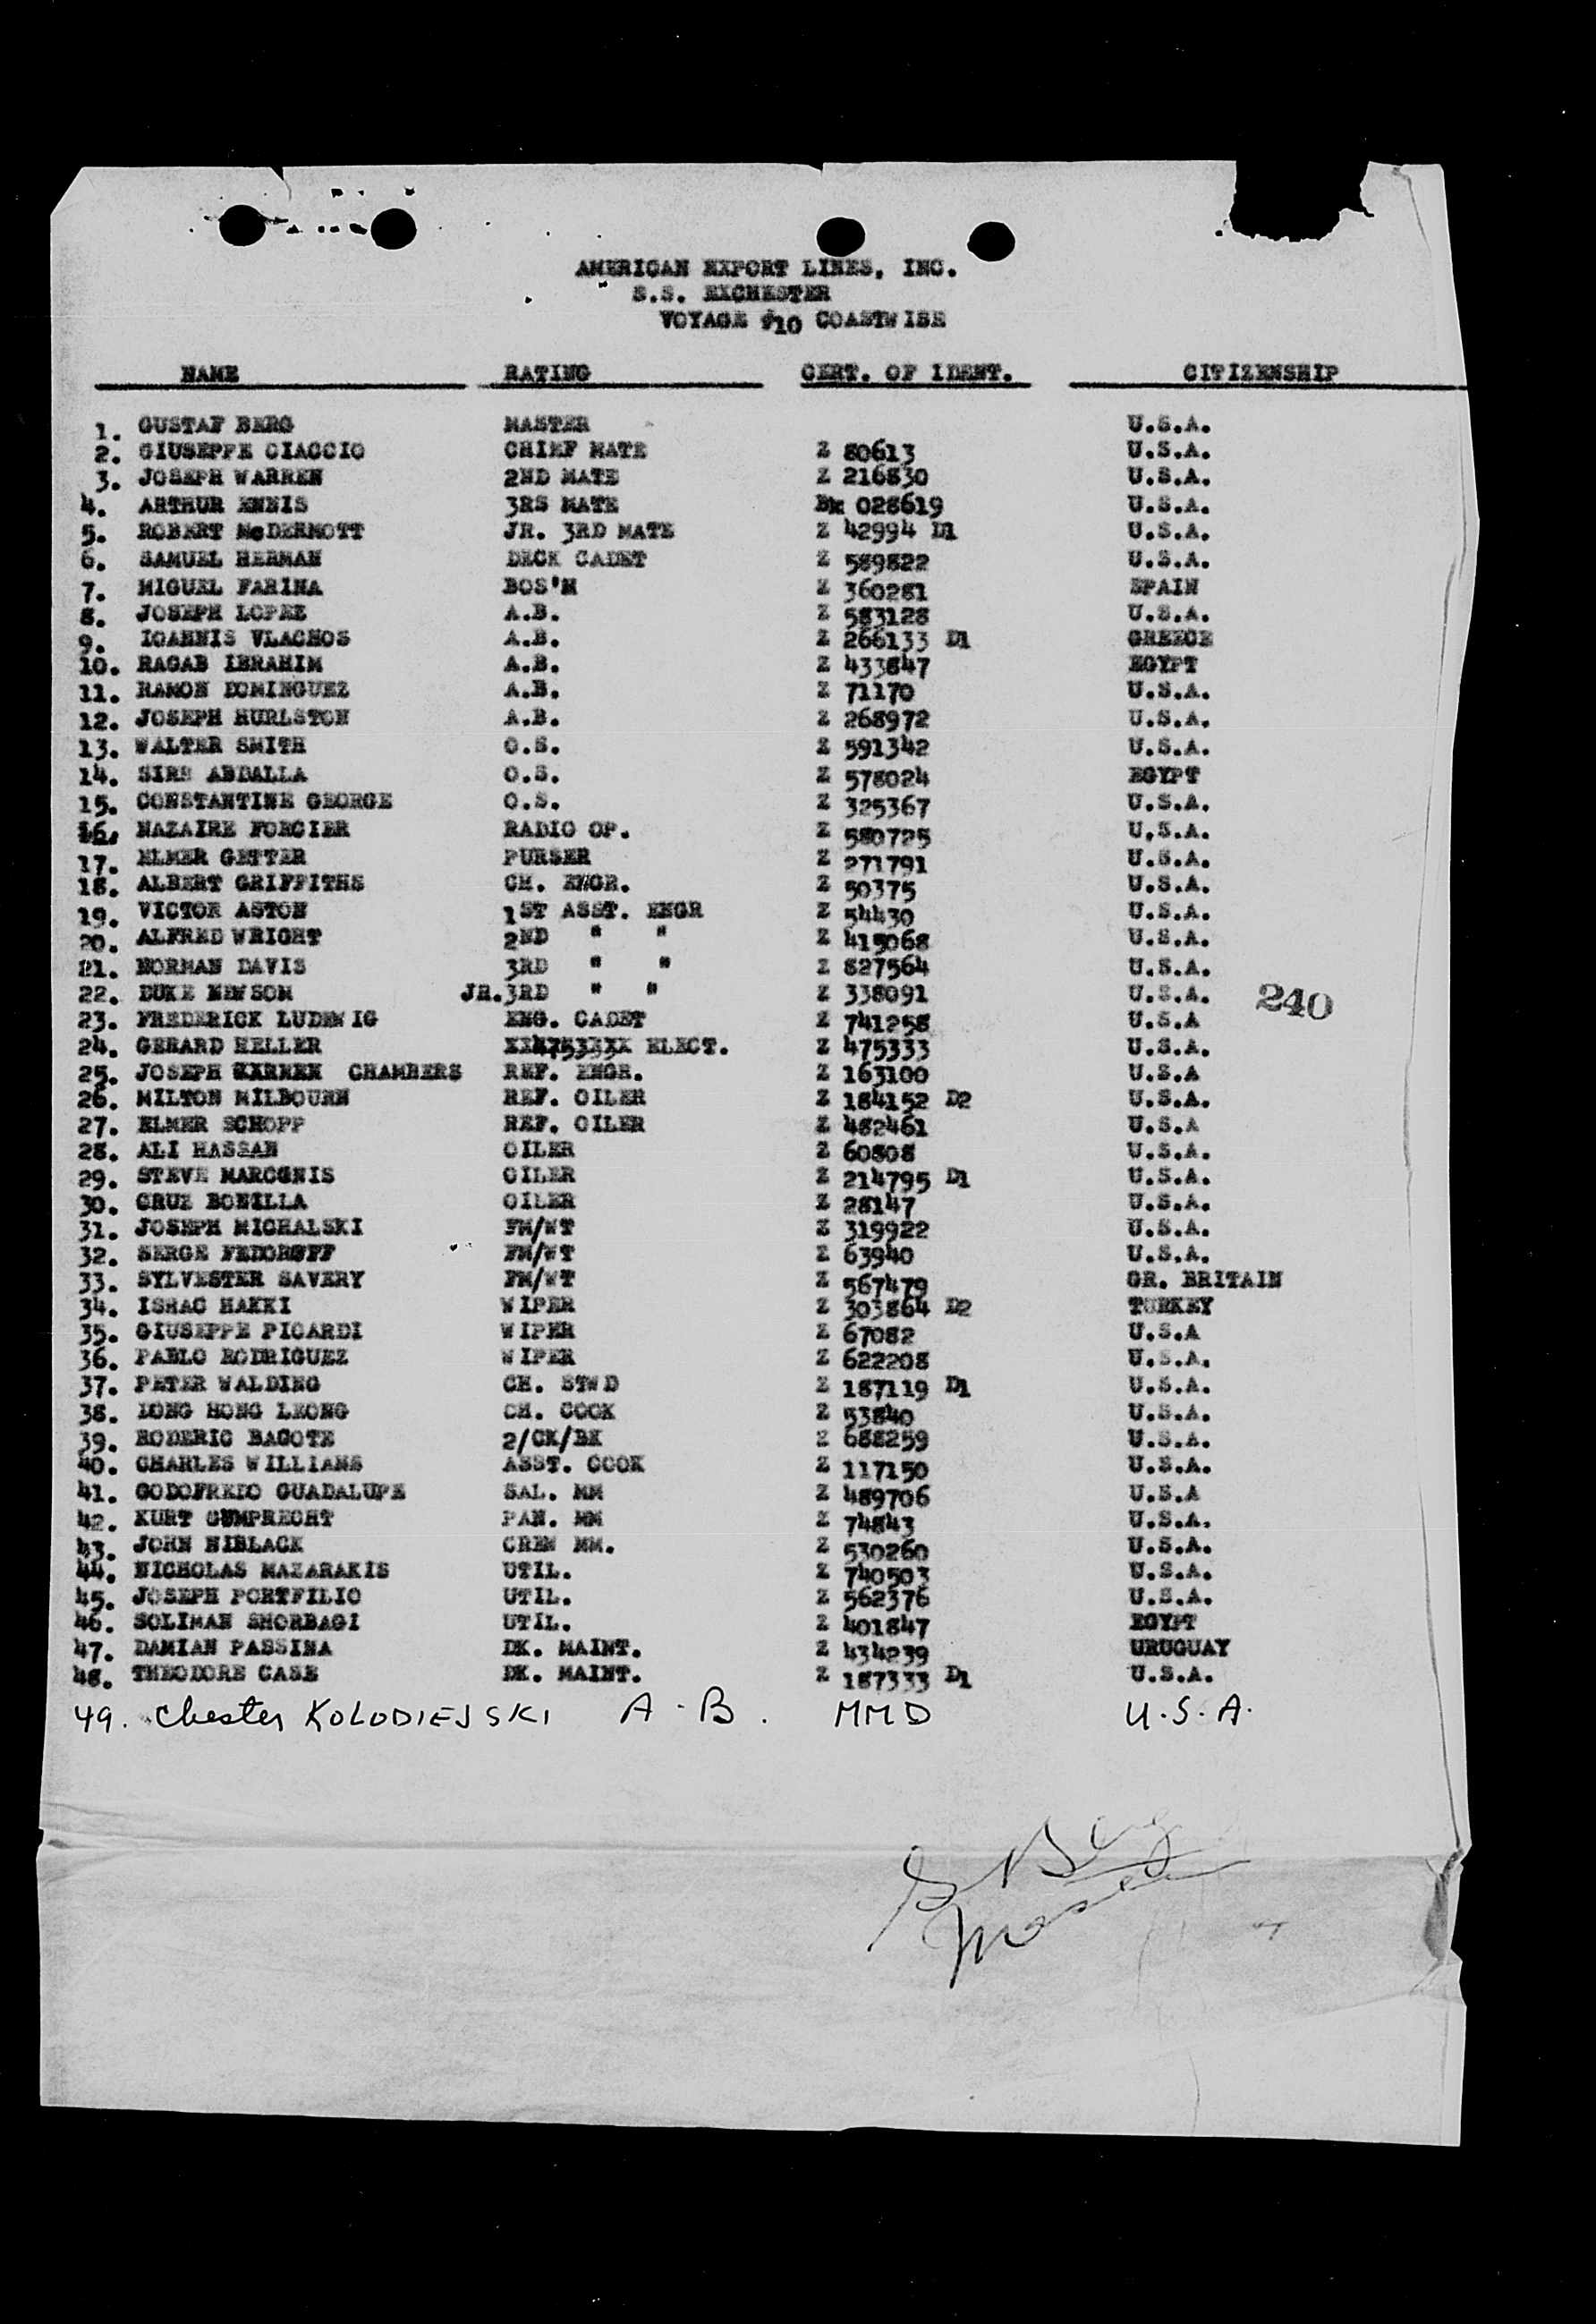 AMERICAN EXPORT LINES, INC.
S.S. EXCHESTER
VOYAGE #10 COASTWISE
NAME RATING CERT. OF IDENT. CITIZENSHIP
1. GUSTAF BERG MASTER U.S.A.
2. GIUSEPPE CIACCIO CHIEF MATE Z 80613 U.S.A.
3. JOSEPH WARREN 2ND MATE Z 216830 U.S.A.
4. ARTHUR ENNIS 3RS MATE Bk 028619 U.S.A.
5. ROBERT McDERMOTT JR. 3RD MATE Z 42994 D1 U.S.A.
6. SAMUEL HERMAN DECK CADET Z 589822 U.S.A.
7. MIGUEL FARINA BOS'N Z 360281 SPAIN
8. JOSEPH LOPEZ A.B. Z 583128 U.S.A.
9. IOANNIS VLACHOS A.B. Z 266133 D1 GREECE
10. RAGAB IBRAHIM A.B. Z 433847 EGYPT
11. RAMON DOMINGUEZ A.B. Z 71170 U.S.A.
12. JOSEPH HURLSTON A.B. Z 268972 U.S.A.
13. WALTER SMITH O.S. Z 591342 U.S.A.
14. SIRE ABDALLA O.S. Z 578024 EGYPT
15. CONSTANTINE GEORGE O.S. Z 325367 U.S.A.
16. NAZAIRE FORCIER RADIO OP. Z 580725 U.S.A.
17. ELMER GETTER PURSER Z 271791 U.S.A.
18. ALBERT GRIFFITHS CH. ENGR. Z 50375 U.S.A.
19. VICTOR ASTON 1ST ASST. ENGR Z 54430 U.S.A.
20. ALFRED WRIGHT 2ND " " Z 415068 U.S.A.
21. NORMAN DAVIS 3RD " " Z 827564 U.S.A.
22. DUKE NEWSOM JR.3RD " " Z 338091 U.S.A. 240
23. FREDERICK LUDEWIG ENG. CADET Z 741258 U.S.A
24. GERARD HELLER ELECT. Z 475333 U.S.A.
25. JOSEPH CHAMBERS REF. ENGR. Z 163100 U.S.A
26. MILTON MILBOURN REF. OILER Z 184152 D2 U.S.A.
27. ELMER SCHOPP REF. OILER Z 482461 U.S.A
28. ALI HASSAN OILER Z 60808 U.S.A.
29. STEVE MAROGNIS OILER Z 214795 D1 U.S.A.
30. CRUZ BONILLA OILER Z 28147 U.S.A.
31. JOSEPH MICHALSKI FM/WT Z 319922 U.S.A.
32. SERGE FEDOROFF FM/WT Z 63940 U.S.A.
33. SYLVESTER SAVERY FM/WT Z 567479 GR. BRITAIN
34. ISHAC HAKKI WIPER Z 303864 D2 TURKEY
35. GIUSEPPE PICARDI WIPER Z 67082 U.S.A
36. PABLO RODRIGUEZ WIPER Z 622208 U.S.A.
37. PETER WALDING CH. STWD Z 187119 D1 U.S.A.
38. LONG HONG LEONG CH. COOK Z 53840 U.S.A.
39. RODERIC BAGOTE 2/CK/BK Z 688259 U.S.A.
40. CHARLES WILLIAMS ASST. COOK Z 117150 U.S.A.
41. GODOFREDO GUADALUPE SAL. MM Z 489706 U.S.A
42. KURT GUMPRECHT PAN. MM Z 74843 U.S.A.
43. JOHN NIBLACK CREW MM. Z 530260 U.S.A.
44. NICHOLAS MAZARAKIS UTIL. Z 740503 U.S.A.
45. JOSEPH PORTFILIO UTIL. Z 562376 U.S.A.
46. SOLIMAN SHORBAGI UTIL. Z 401847 EGYPT
47. DAMIAN PASSINA DK. MAINT. Z 434239 URUGUAY
48. THEODORE CASE DK. MAINT. Z 187333 D1 U.S.A.
49. Chester KOLODIEJSKI A.B. MMD U.S.A.
G Berg
Master